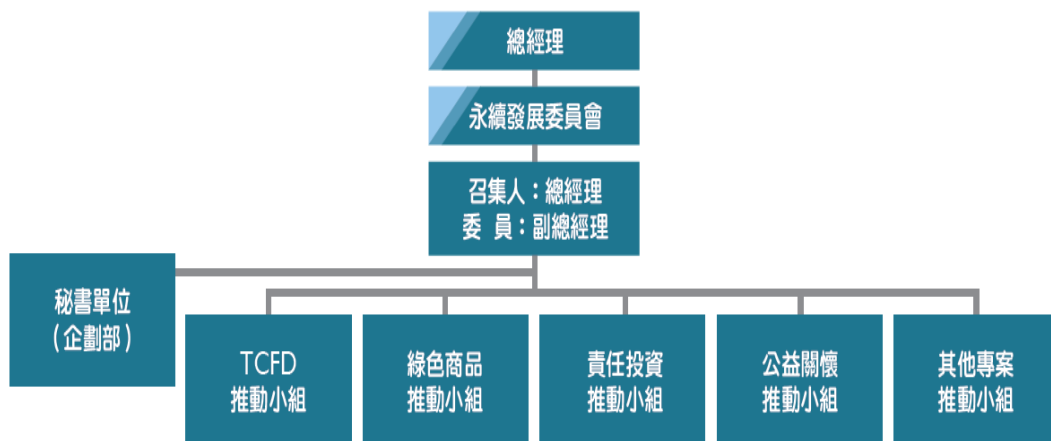 總經理
永續發展委員會
召集人：總經理
委 員：副總經理
秘書單位
（企劃部）
TCFD
推動小組
綠色商品
推動小組
責任投資
推動小組
公益關懷
推動小組
其他專案
推動小組